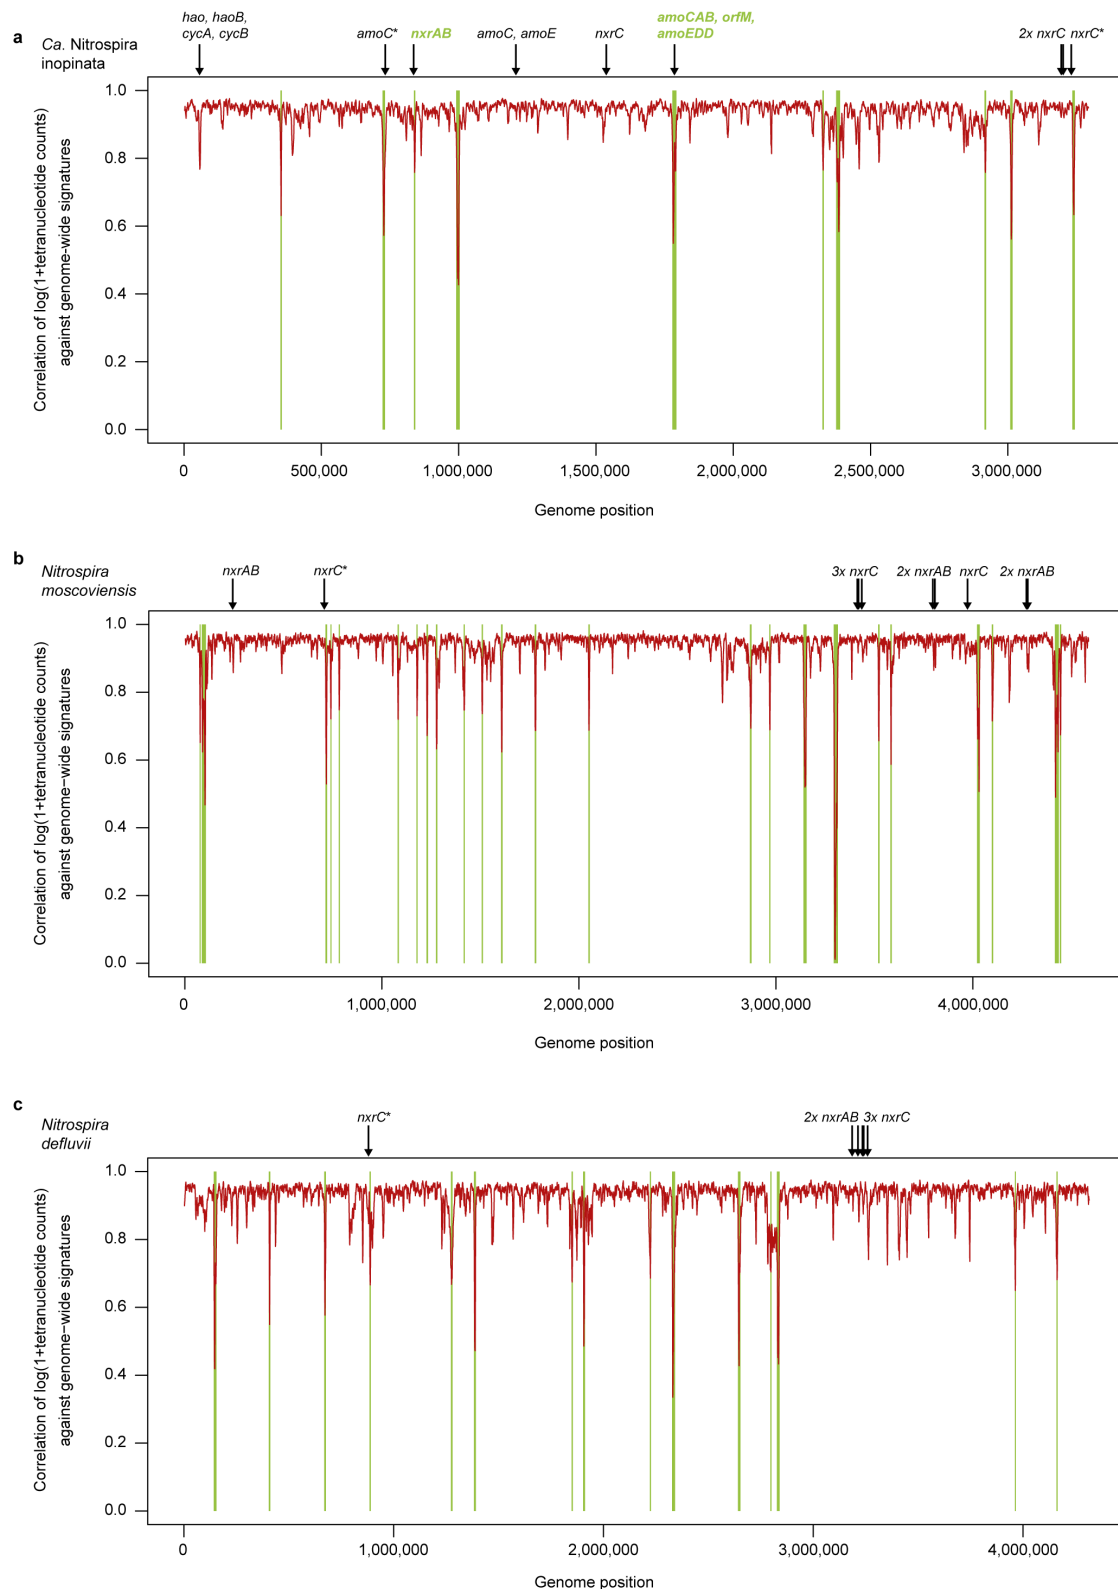 a
Ca. Nitrospira
inopinata
hao, haoB,
cycA, cycB
amoC*
nxrAB
amoC, amoE
nxrC
amoCAB, orfM,
amoEDD
2x nxrC nxrC*
Correlation of log(1+tetranucleotide counts)
against genome-wide signatures
1.0
0.8
0.6
0.4
0.2
0.0
0 500,000 1,000,000 1,500,000 2,000,000 2,500,000 3,000,000
Genome position
b
Nitrospira
moscoviensis
nxrAB nxrC* 3x nxrC 2x nxrAB nxrC 2x nxrAB
Correlation of log(1+tetranucleotide counts)
against genome−wide signatures
1.0
0.8
0.6
0.4
0.2
0.0
0 1,000,000 2,000,000 3,000,000 4,000,000
Genome position
c
Nitrospira
defluvii
nxrC* 2x nxrAB 3x nxrC
Correlation of log(1+tetranucleotide counts)
against genome−wide signatures
1.0
0.8
0.6
0.4
0.2
0.0
0 1,000,000 2,000,000 3,000,000 4,000,000
Genome position